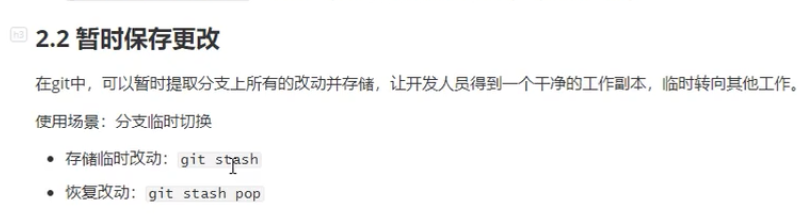 h3
2.2 暂时保存更改
在git中，可以暂时提取分支上所有的改动并存储，让开发人员得到一个干净的工作副本，临时转向其他工作。
使用场景：分支临时切换
存储临时改动：git stash
恢复改动：git stash pop